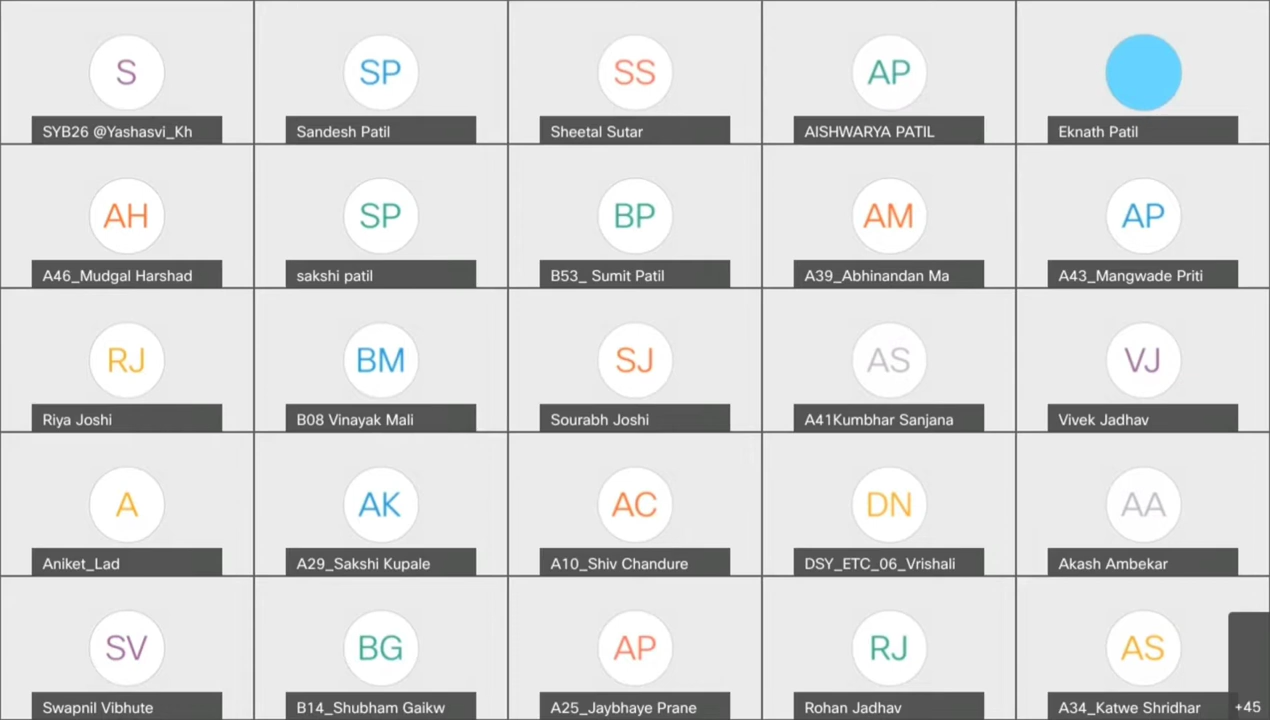 S
SYB26 @Yashasvi_Kh
SP
Sandesh Patil
SS
Sheetal Sutar
AP
AISHWARYA PATIL
Eknath Patil
AH
A46_Mudgal Harshad
SP
sakshi patil
BP
B53_ Sumit Patil
AM
A39_Abhinandan Ma
AP
A43_Mangwade Priti
RJ
Riya Joshi
BM
B08 Vinayak Mali
SJ
Sourabh Joshi
AS
A41Kumbhar Sanjana
VJ
Vivek Jadhav
A
Aniket_Lad
AK
A29_Sakshi Kupale
AC
A10_Shiv Chandure
DN
DSY_ETC_06_Vrishali
AA
Akash Ambekar
SV
Swapnil Vibhute
BG
B14_Shubham Gaikw
AP
A25_Jaybhaye Prane
RJ
Rohan Jadhav
AS
A34_Katwe Shridhar
+45